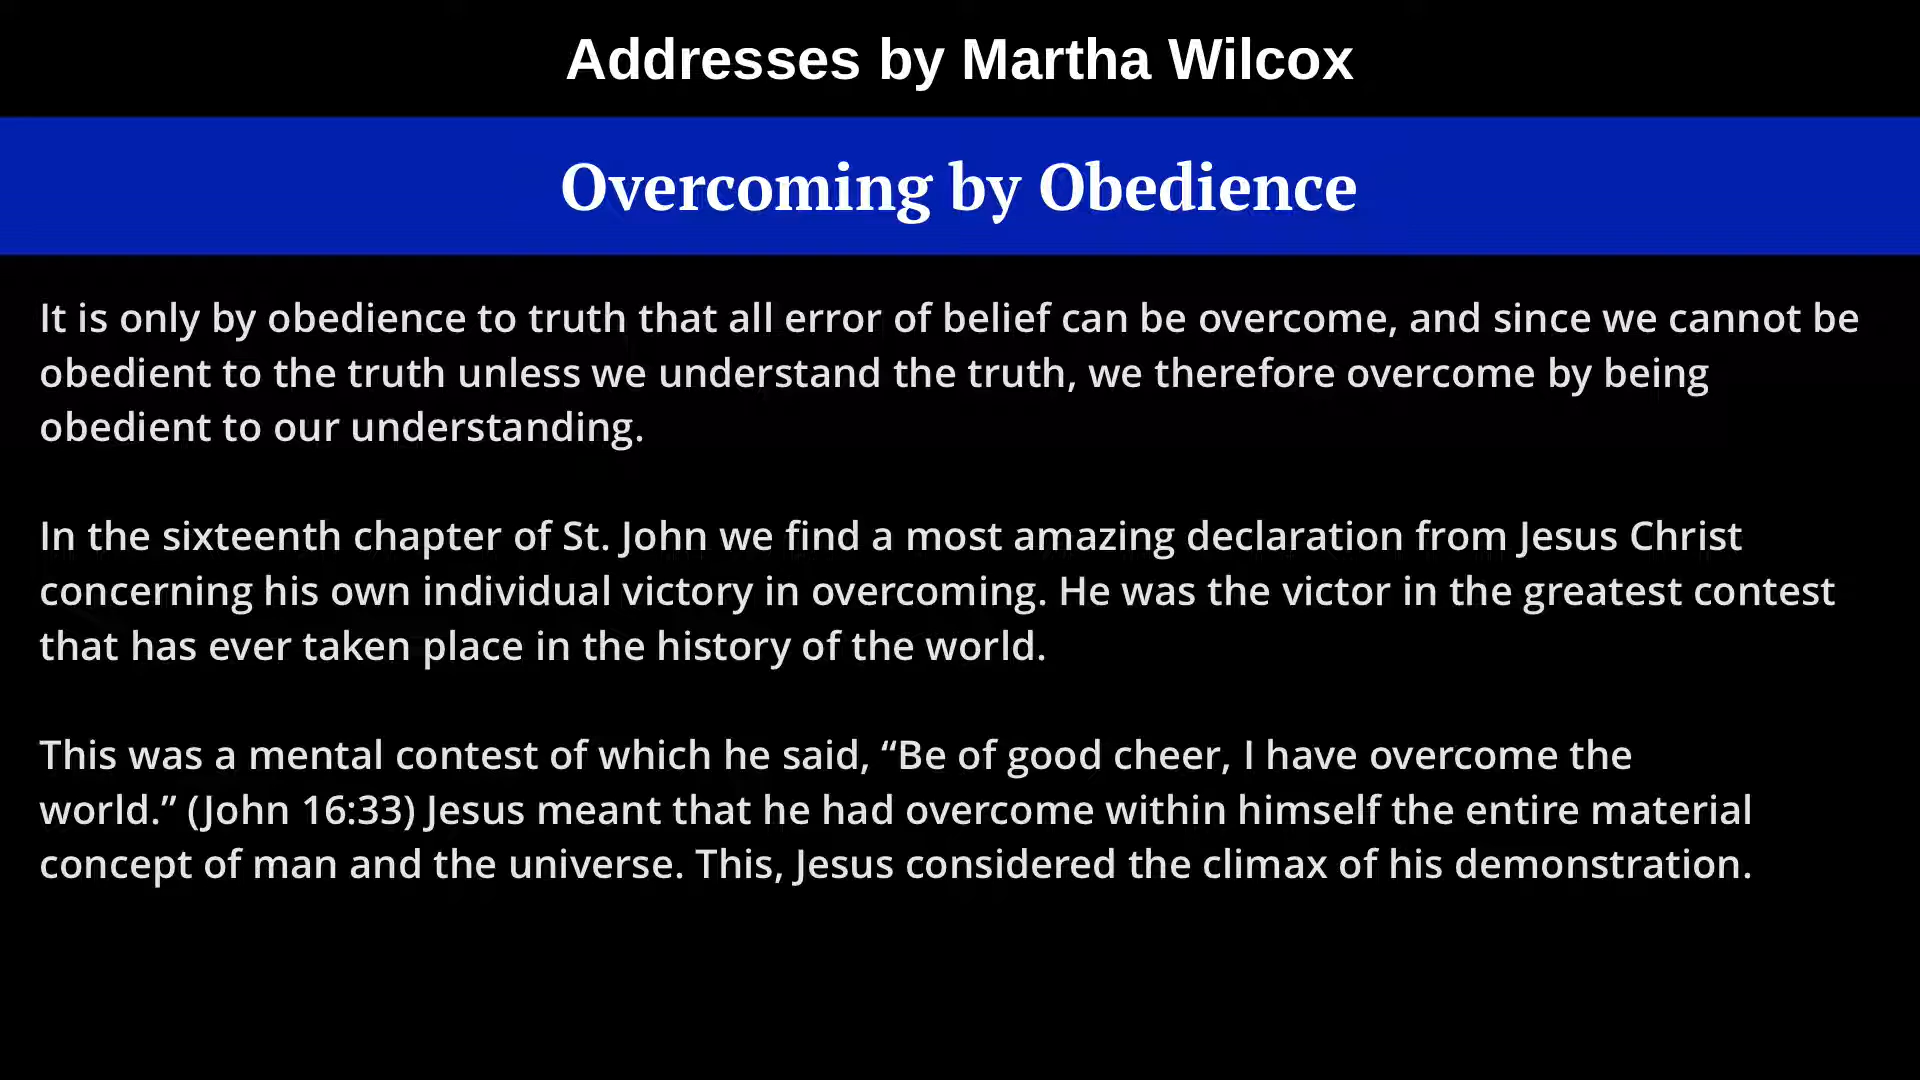 Addresses by Martha Wilcox
Overcoming by Obedience
It is only by obedience to truth that all error of belief can be overcome, and since we cannot be
obedient to the truth unless we understand the truth, we therefore overcome by being
obedient to our understanding.
In the sixteenth chapter of St. John we find a most amazing declaration from Jesus Christ
concerning his own individual victory in overcoming. He was the victor in the greatest contest
that has ever taken place in the history of the world.
This was a mental contest of which he said, “Be of good cheer, I have overcome the
world.” (John 16:33) Jesus meant that he had overcome within himself the entire material
concept of man and the universe. This, Jesus considered the climax of his demonstration.